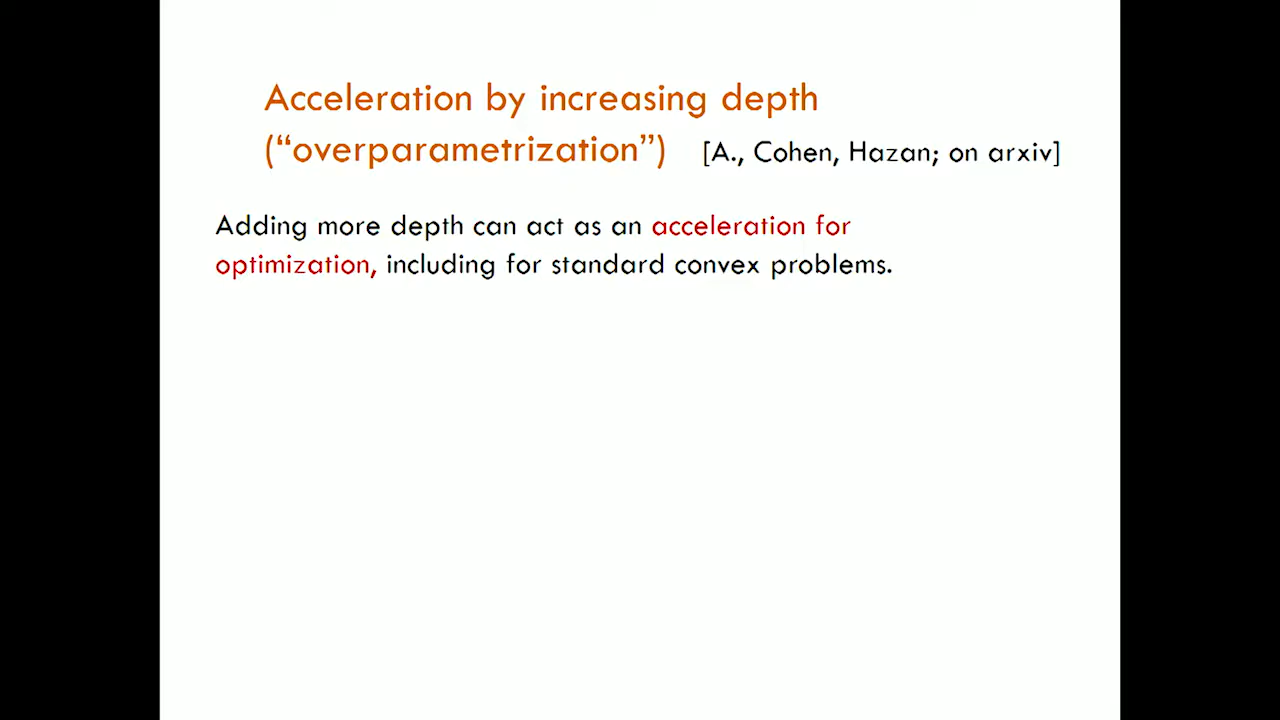 Acceleration by increasing depth
(“overparametrization”) [A., Cohen, Hazan; on arxiv]
Adding more depth can act as an acceleration for
optimization, including for standard convex problems.